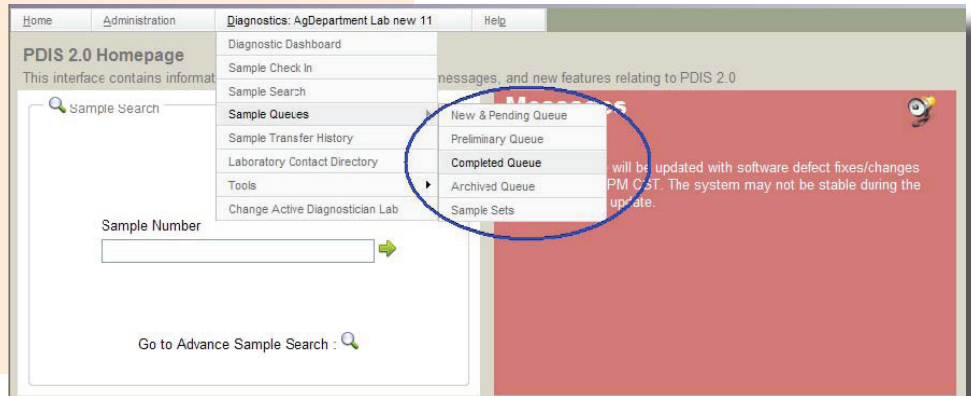 Home Administration Diagnostics: AgDepartment Lab new 11 Help
PDIS 2.0 Homepage
This interface contains informat
messages, and new features relating to PDIS 2.0
Diagnostic Dashboard
Sample Check In
Sample Search
Sample Queues
Sample Transfer History
Laboratory Contact Directory
Tools
Change Active Diagnostician Lab
New & Pending Queue
Preliminary Queue
Completed Queue
Archived Queue
Sample Sets
Sample Search
Sample Number
Go to Advance Sample Search :
will be updated with software defect fixes/changes
PM CST. The system may not be stable during the
update.